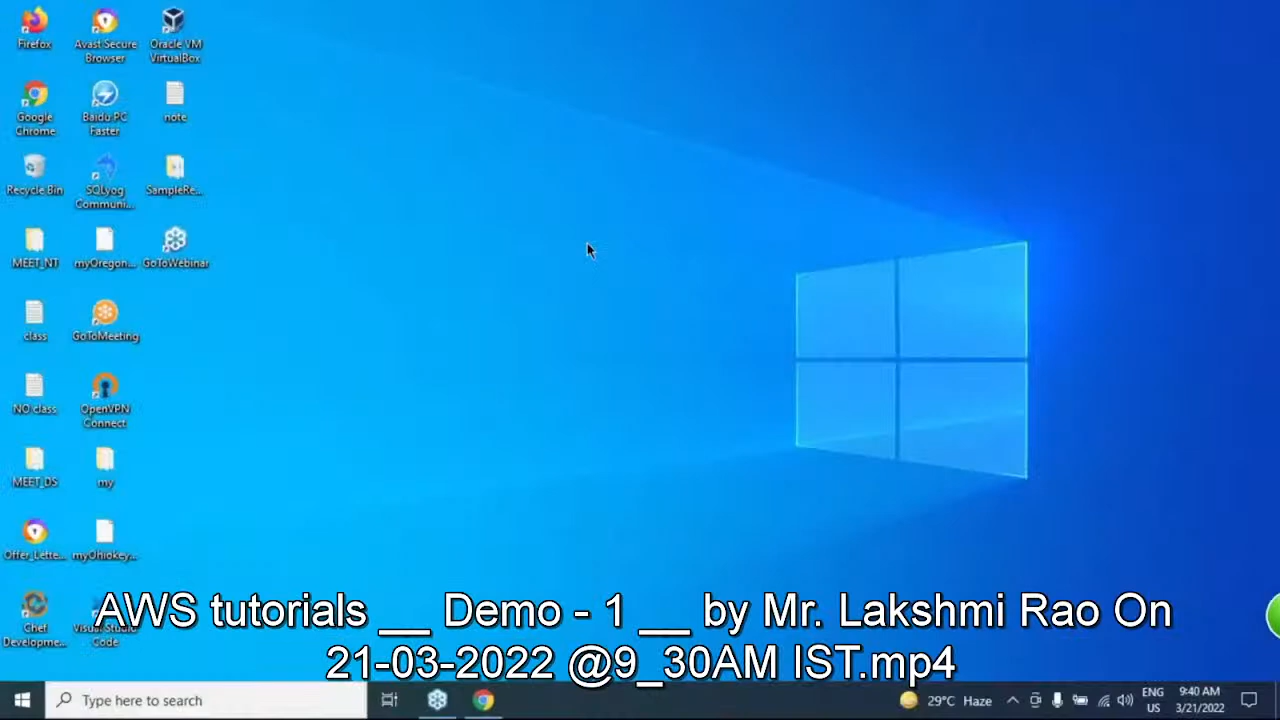 Firefox
Avast Secure
Browser
Oracle VM
VirtualBox
Google
Chrome
Baidu PC
Faster
note
Recycle Bin
SQLyog
Communi...
SampleRe...
MEET_NT
myOregon...
GoToWebinar
class
GoToMeeting
NO class
OpenVPN
Connect
MEET_DS
my
Offer_Lette...
myOhiokey...
Chef
Developme...
Visual Studio
Code
AWS tutorials __ Demo - 1 __ by Mr. Lakshmi Rao On
21-03-2022 @9_30AM IST.mp4
Type here to search
29°C Haze
ENG
US
9:40 AM
3/21/2022